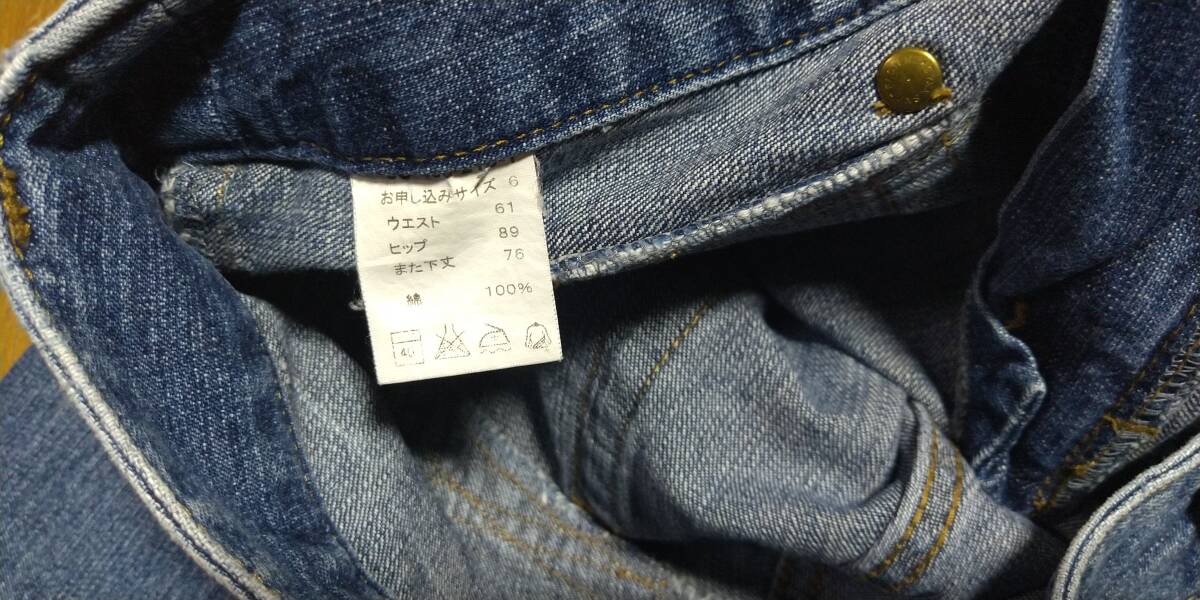 お申し込みサイズ 6
ウエスト 61
ヒップ 89
また下丈 76
綿 100%